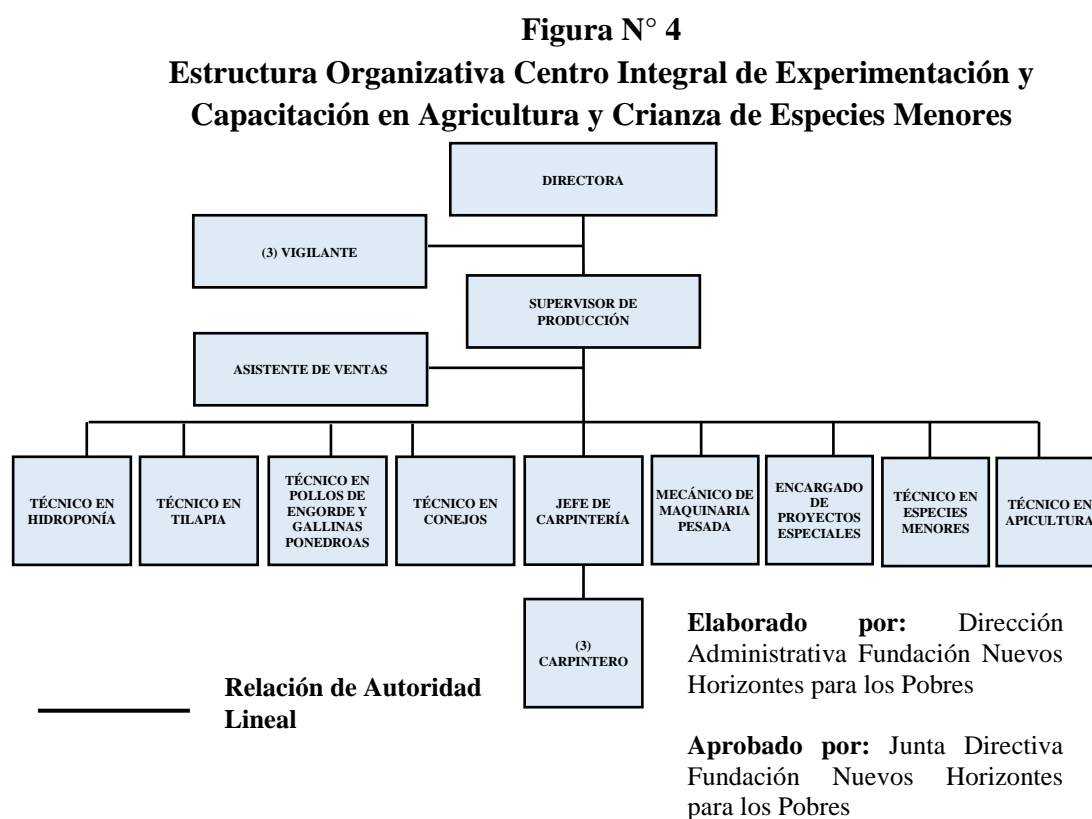 Figura N° 4
Estructura Organizativa Centro Integral de Experimentación y
Capacitación en Agricultura y Crianza de Especies Menores
DIRECTORA
(3) VIGILANTE
SUPERVISOR DE
PRODUCCIÓN
ASISTENTE DE VENTAS
TÉCNICO EN
HIDROPONÍA
TÉCNICO EN
TILAPIA
TÉCNICO EN
POLLOS DE
ENGORDE Y
GALLINAS
PONEDROAS
TÉCNICO EN
CONEJOS
JEFE DE
CARPINTERÍA
MECÁNICO DE
MAQUINARIA
PESADA
ENCARGADO
DE
PROYECTOS
ESPECIALES
TÉCNICO EN
ESPECIES
MENORES
TÉCNICO EN
APICULTURA
(3)
CARPINTERO
Relación de Autoridad
Lineal
Elaborado por: Dirección
Administrativa Fundación Nuevos
Horizontes para los Pobres
Aprobado por: Junta Directiva
Fundación Nuevos Horizontes
para los Pobres